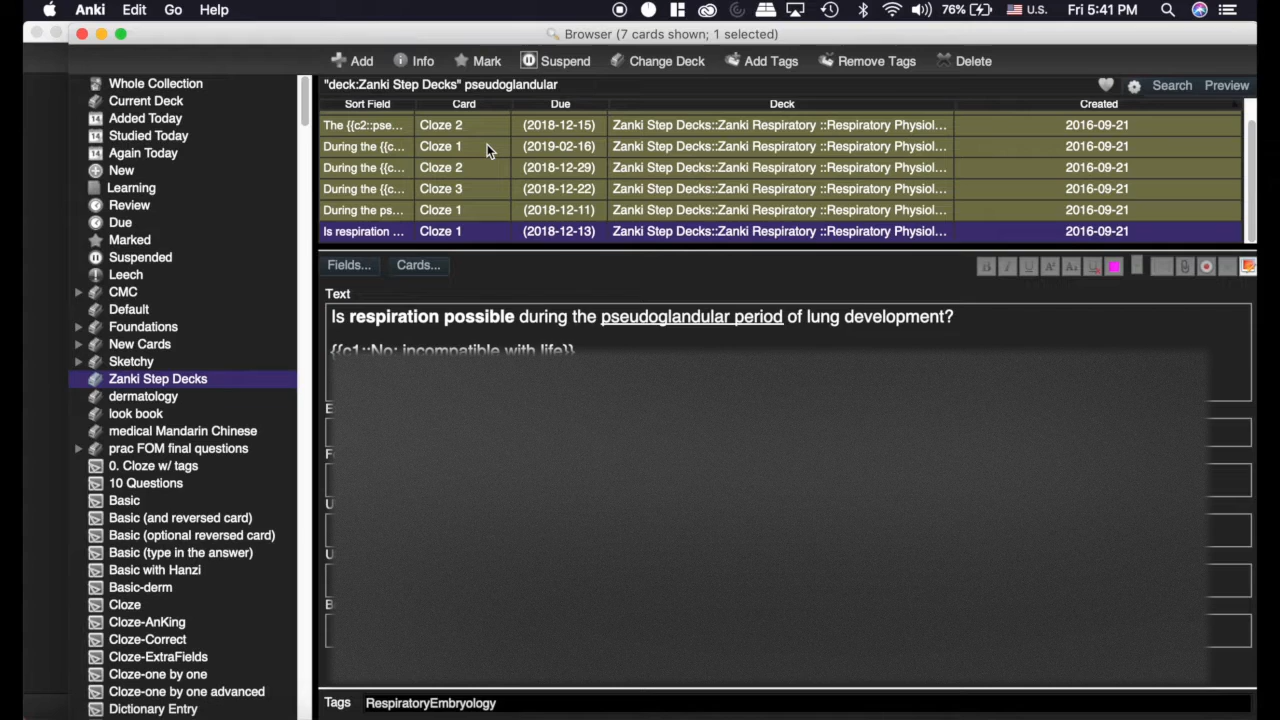 Anki Edit Go Help 76% U.S. Fri 5:41 PM
Browser (7 cards shown; 1 selected)
Add Info Mark Suspend Change Deck Add Tags Remove Tags Delete
"deck:Zanki Step Decks" pseudoglandular Search Preview
Sort Field Card Due Deck Created
The {{c2::pse... Cloze 2 (2018-12-15) Zanki Step Decks::Zanki Respiratory ::Respiratory Physiol... 2016-09-21
During the {{c... Cloze 1 (2019-02-16) Zanki Step Decks::Zanki Respiratory ::Respiratory Physiol... 2016-09-21
During the {{c... Cloze 2 (2018-12-29) Zanki Step Decks::Zanki Respiratory ::Respiratory Physiol... 2016-09-21
During the {{c... Cloze 3 (2018-12-22) Zanki Step Decks::Zanki Respiratory ::Respiratory Physiol... 2016-09-21
During the ps... Cloze 1 (2018-12-11) Zanki Step Decks::Zanki Respiratory ::Respiratory Physiol... 2016-09-21
Is respiration ... Cloze 1 (2018-12-13) Zanki Step Decks::Zanki Respiratory ::Respiratory Physiol... 2016-09-21
Whole Collection
Current Deck
14 Added Today
14 Studied Today
14 Again Today
New
Learning
Review
Due
Marked
Suspended
Leech
CMC
Default
Foundations
New Cards
Sketchy
Zanki Step Decks
dermatology
look book
medical Mandarin Chinese
prac FOM final questions
0. Cloze w/ tags
10 Questions
Basic
Basic (and reversed card)
Basic (optional reversed card)
Basic (type in the answer)
Basic with Hanzi
Basic-derm
Cloze
Cloze-AnKing
Cloze-Correct
Cloze-ExtraFields
Cloze-one by one
Cloze-one by one advanced
Dictionary Entry
Fields... Cards...
Text
Is respiration possible during the pseudoglandular period of lung development?
{{c1::No; incompatible with life}}
E
F
U
U
B
Tags RespiratoryEmbryology